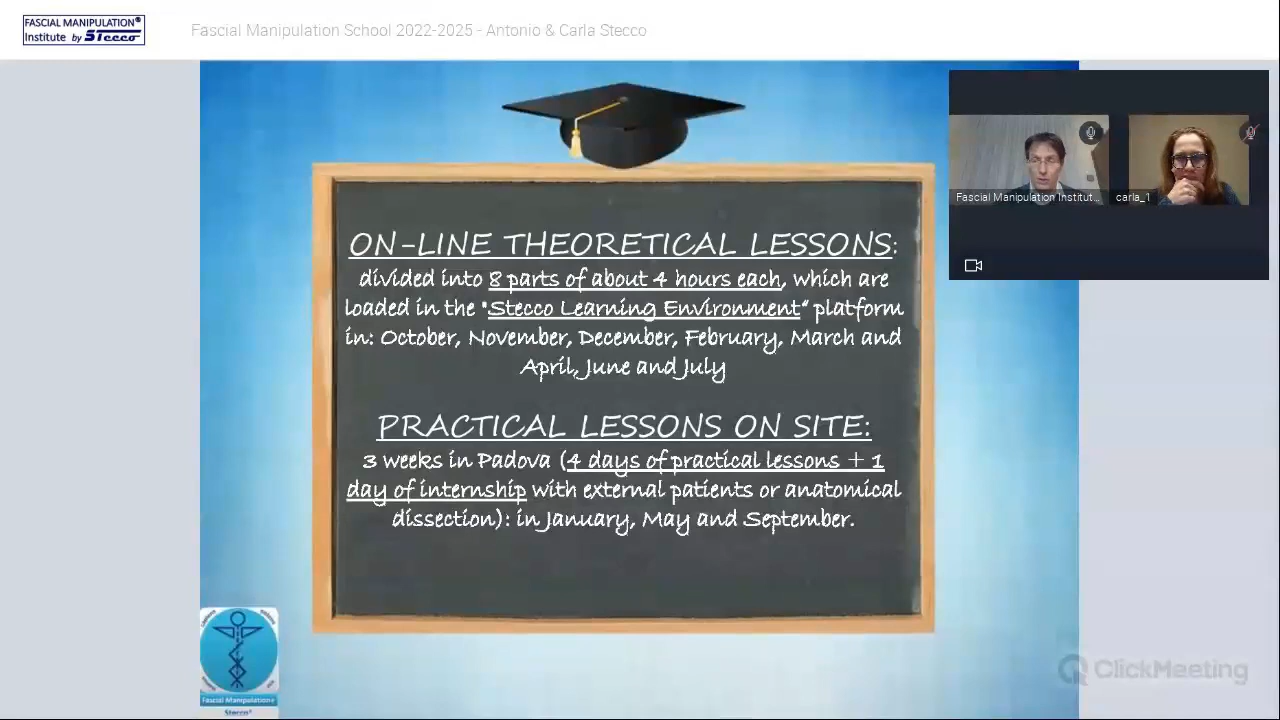 FASCIAL MANIPULATION®
Institute by Stecco
Fascial Manipulation School 2022-2025 - Antonio & Carla Stecco
Fascial Manipulation Institut...
carla_1
ON-LINE THEORETICAL LESSONS:
divided into 8 parts of about 4 hours each, which are
loaded in the "Stecco Learning Environment“ platform
in: October, November, December, February, March and
April, June and July
PRACTICAL LESSONS ON SITE:
3 weeks in Padova (4 days of practical lessons + 1
day of internship with external patients or anatomical
dissection): in January, May and September.
Fascial Manipulation®
Stecco®
ClickMeeting